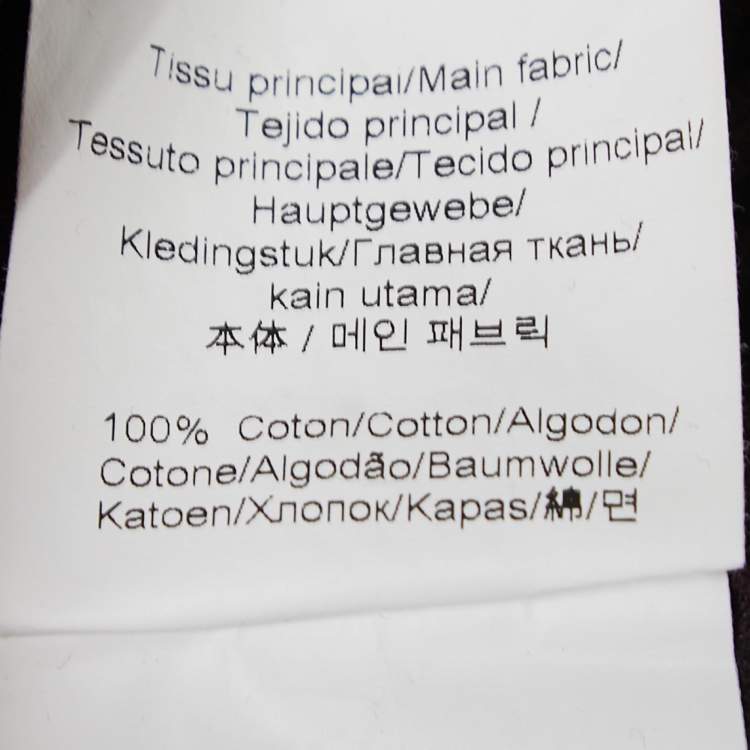 Tissu principal/Main fabric/
Tejido principal /
Tessuto principale/Tecido principal/
Hauptgewebe/
Kledingstuk/Главная ткань/
kain utama/
本体 / 메인 패브릭
100% Coton/Cotton/Algodon/
Cotone/Algodão/Baumwolle/
Katoen/Хлопок/Kapas/綿/면